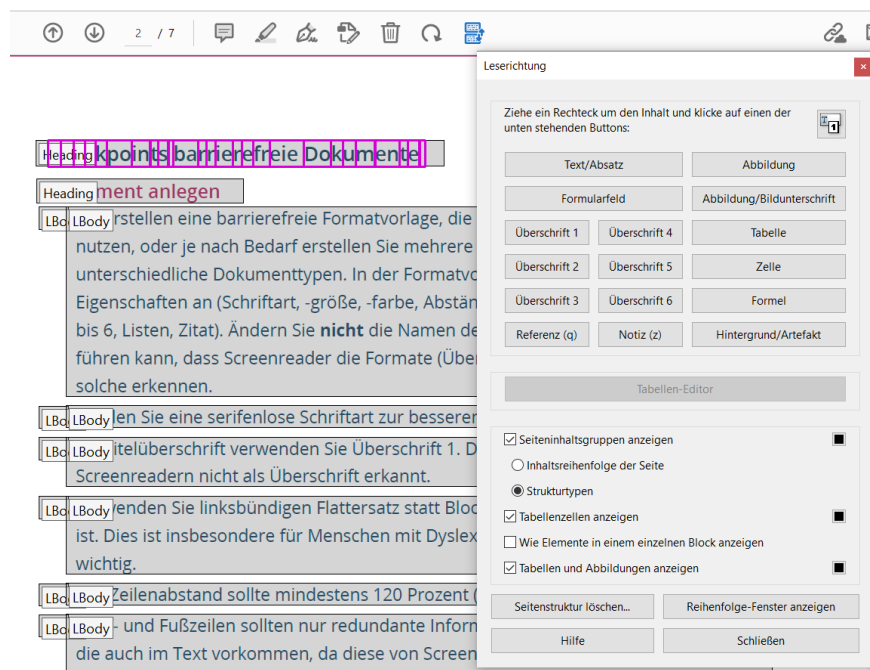 2 / 7
Leserichtung
×
Ziehe ein Rechteck um den Inhalt und klicke auf einen der
unten stehenden Buttons:
Text/Absatz
Abbildung
Formularfeld
Abbildung/Bildunterschrift
Überschrift 1
Überschrift 4
Tabelle
Überschrift 2
Überschrift 5
Zelle
Überschrift 3
Überschrift 6
Formel
Referenz (q)
Notiz (z)
Hintergrund/Artefakt
Tabellen-Editor
Seiteninhaltsgruppen anzeigen
Inhaltsreihenfolge der Seite
Strukturtypen
Tabellenzellen anzeigen
Wie Elemente in einem einzelnen Block anzeigen
Tabellen und Abbildungen anzeigen
Seitenstruktur löschen...
Reihenfolge-Fenster anzeigen
Hilfe
Schließen
Heading kpoints barrierefreie Dokumente
Heading ment anlegen
LBo LBody rstellen eine barrierefreie Formatvorlage, die
nutzen, oder je nach Bedarf erstellen Sie mehrere
unterschiedliche Dokumenttypen. In der Formatvo
Eigenschaften an (Schriftart, -größe, -farbe, Abstän
bis 6, Listen, Zitat). Ändern Sie nicht die Namen de
führen kann, dass Screenreader die Formate (Über
solche erkennen.
LBo LBody len Sie eine serifenlose Schriftart zur besserer
LBo LBody itelüberschrift verwenden Sie Überschrift 1. D
Screenreadern nicht als Überschrift erkannt.
LBo LBody wenden Sie linksbündigen Flattersatz statt Bloc
ist. Dies ist insbesondere für Menschen mit Dyslex
wichtig.
LBo LBody Zeilenabstand sollte mindestens 120 Prozent (
LBo LBody - und Fußzeilen sollten nur redundante Inform
die auch im Text vorkommen, da diese von Screen